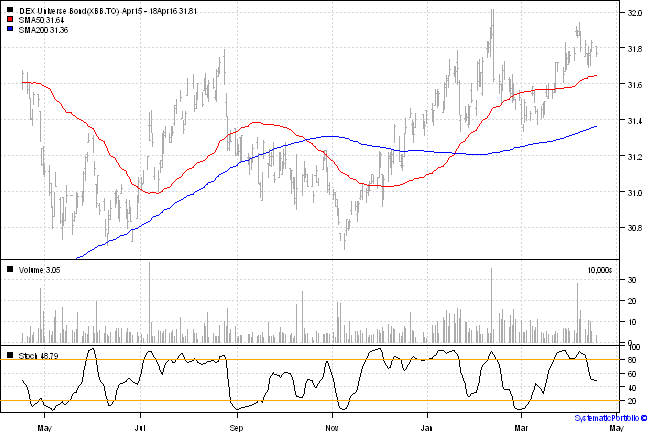 DEX Universe Bond(XBB.TO) Apr15 - 18Apr16 31.81
SMA50 31.64
SMA200 31.36
32.0
31.8
31.6
31.4
31.2
31.0
30.8
Volume 3.05
10,000s
30
20
10
0
Stoch 48.79
80
60
40
20
May
Jul
Sep
Nov
Jan
Mar
May
SystematicPortfolio ©